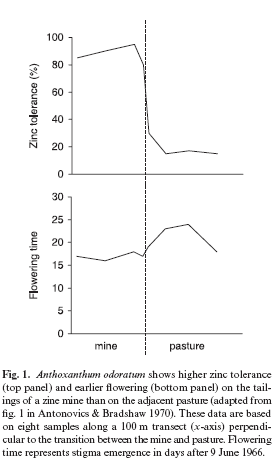 100
80
60
40
20
0
Zinc tolerance (%)
30
25
20
15
10
5
0
Flowering time
mine pasture
Fig. 1. Anthoxanthum odoratum shows higher zinc tolerance
(top panel) and earlier flowering (bottom panel) on the tail-
ings of a zinc mine than on the adjacent pasture (adapted from
fig. 1 in Antonovics & Bradshaw 1970). These data are based
on eight samples along a 100 m transect (x-axis) perpendi-
cular to the transition between the mine and pasture. Flowering
time represents stigma emergence in days after 9 June 1966.